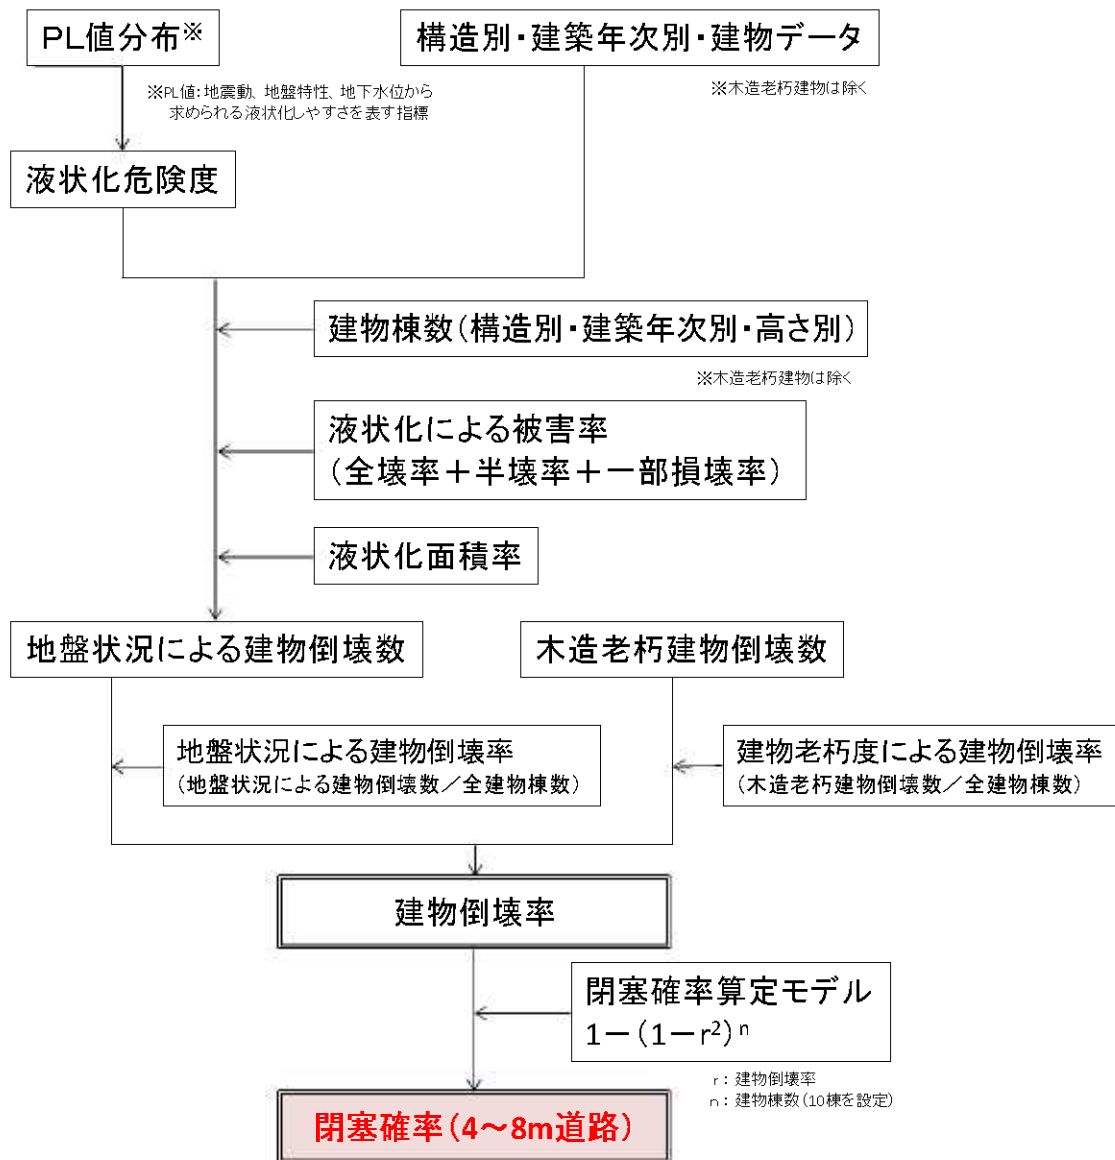 PL値分布※
構造別・建築年次別・建物データ
※PL値:地震動、地盤特性、地下水位から
求められる液状化しやすさを表す指標
※木造老朽建物は除く
液状化危険度
建物棟数(構造別・建築年次別・高さ別)
※木造老朽建物は除く
液状化による被害率
(全壊率+半壊率+一部損壊率)
液状化面積率
地盤状況による建物倒壊数
木造老朽建物倒壊数
地盤状況による建物倒壊率
(地盤状況による建物倒壊数/全建物棟数)
建物老朽度による建物倒壊率
(木造老朽建物倒壊数/全建物棟数)
建物倒壊率
閉塞確率算定モデル
1ー(1ーr²)ⁿ
r:建物倒壊率
n:建物棟数(10棟を設定)
閉塞確率(4～8m道路)